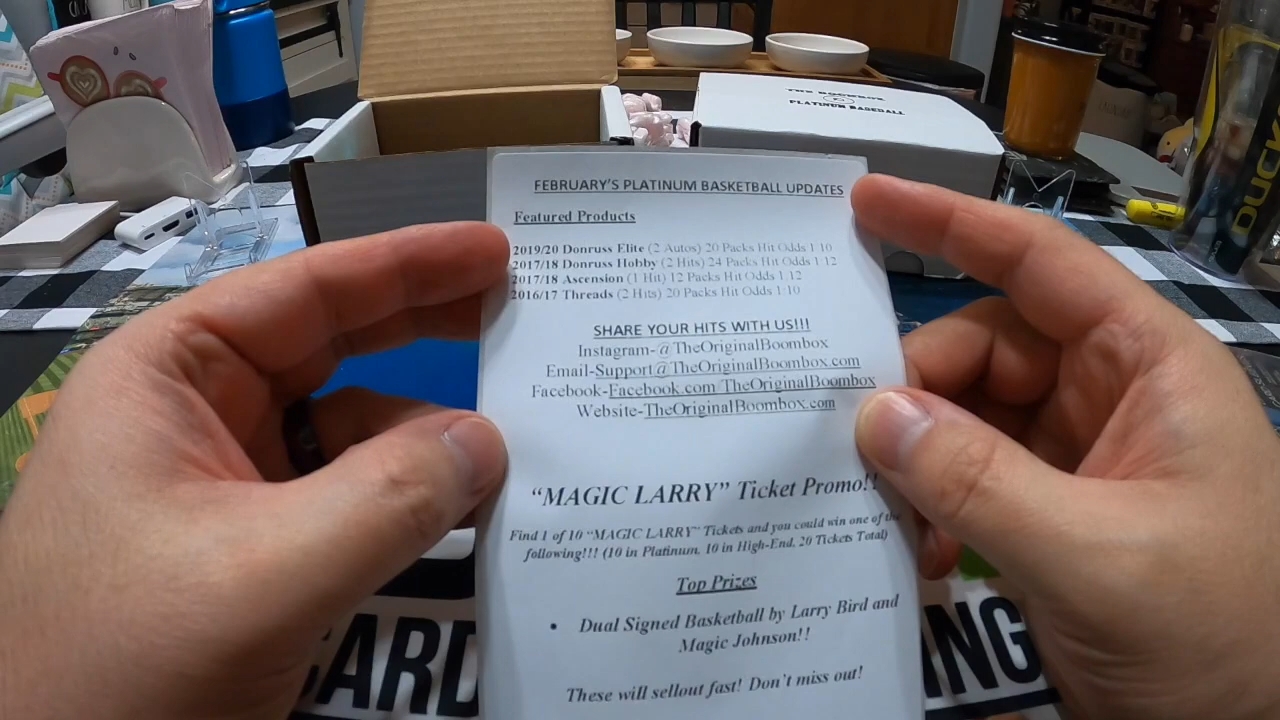 THE BOOMBOX
PLATINUM BASEBALL
FEBRUARY'S PLATINUM BASKETBALL UPDATES
Featured Products
2019/20 Donruss Elite (2 Autos) 20 Packs Hit Odds 1:10
2017/18 Donruss Hobby (2 Hits) 24 Packs Hit Odds 1:12
2017/18 Ascension (1 Hit) 12 Packs Hit Odds 1:12
2016/17 Threads (2 Hits) 20 Packs Hit Odds 1:10
SHARE YOUR HITS WITH US!!!
Instagram-@TheOriginalBoombox
Email-Support@TheOriginalBoombox.com
Facebook-Facebook.com/TheOriginalBoombox
Website-TheOriginalBoombox.com
"MAGIC LARRY" Ticket Promo!!
Find 1 of 10 "MAGIC LARRY" Tickets and you could win one of the
following!!! (10 in Platinum, 10 in High-End, 20 Tickets Total)
Top Prizes
• Dual Signed Basketball by Larry Bird and
Magic Johnson!!
These will sellout fast! Don't miss out!
CARD
ING
DUC